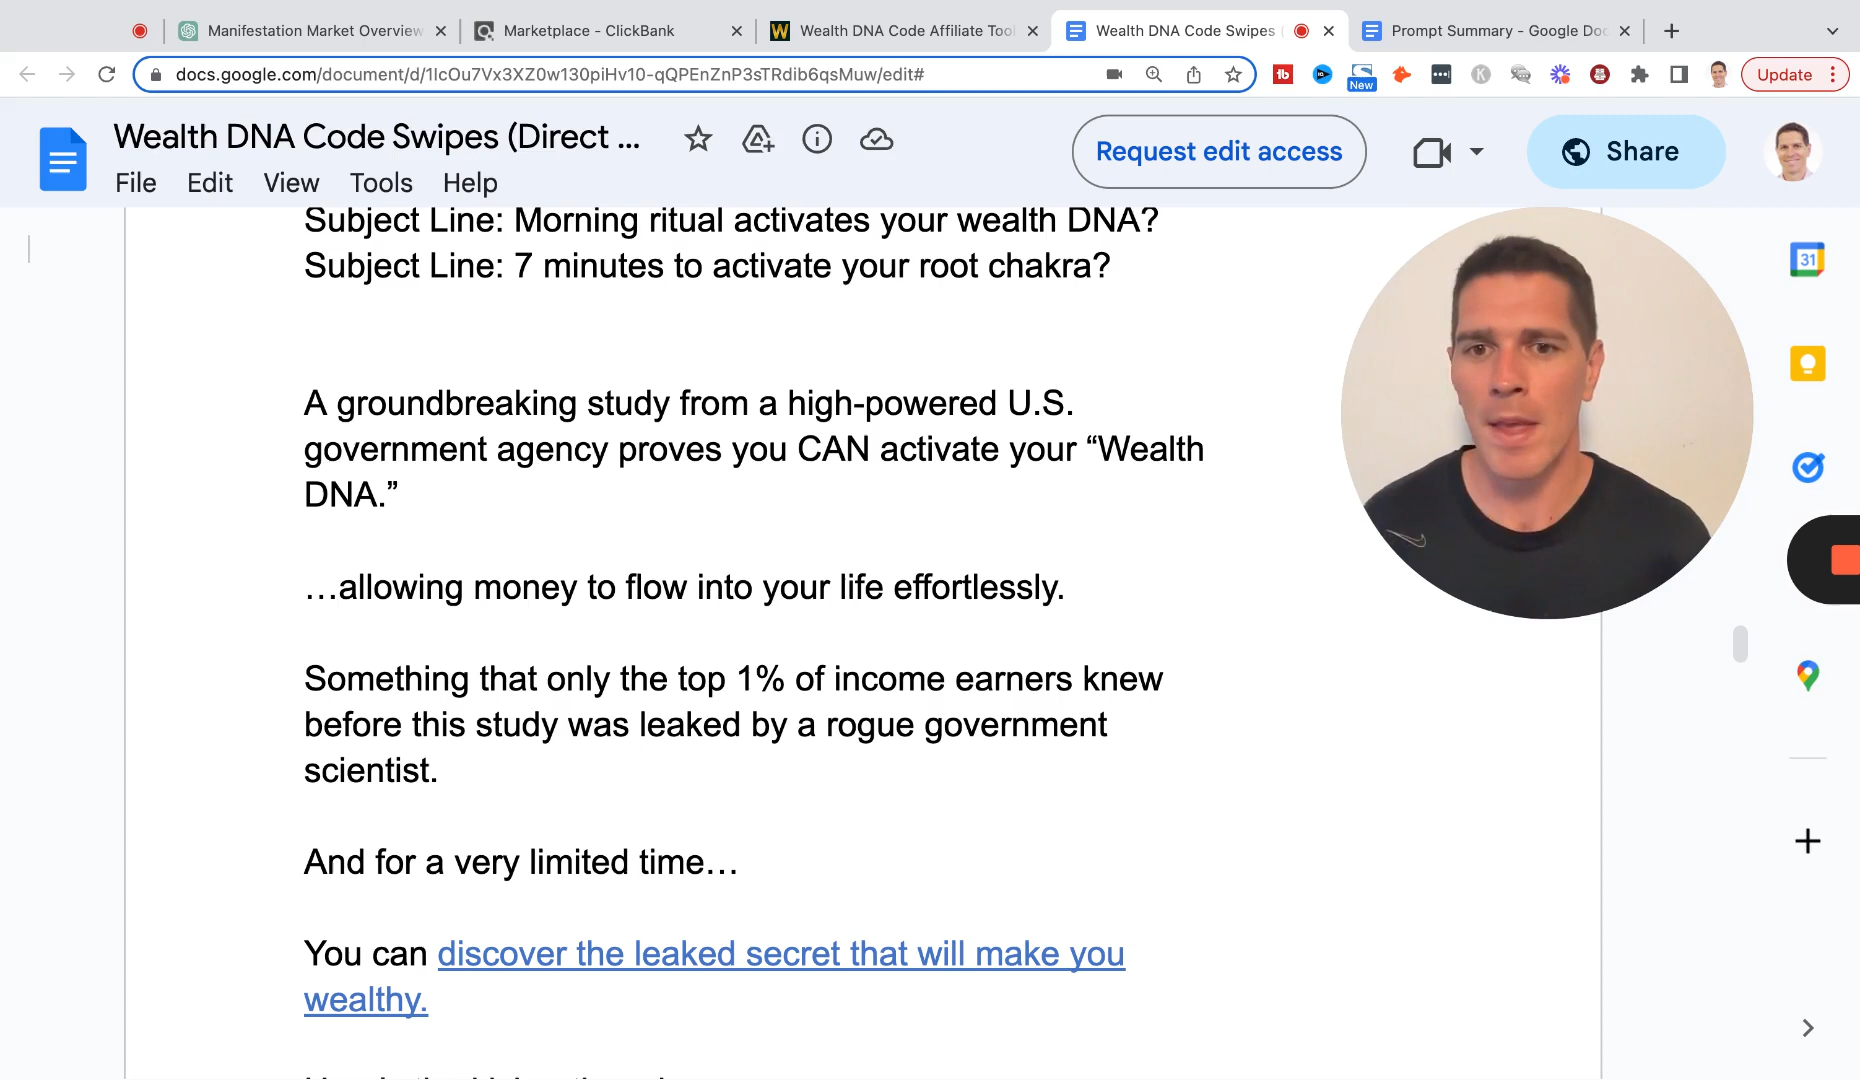 Manifestation Market Overview
Marketplace - ClickBank
Wealth DNA Code Affiliate Tool
Wealth DNA Code Swipes (
Prompt Summary - Google Doc
docs.google.com/document/d/1lcOu7Vx3XZ0w130piHv10-qQPEnZnP3sTRdib6qsMuw/edit#
New
Update
Wealth DNA Code Swipes (Direct ...
Request edit access
Share
File Edit View Tools Help
31
Subject Line: Morning ritual activates your wealth DNA?
Subject Line: 7 minutes to activate your root chakra?
A groundbreaking study from a high-powered U.S.
government agency proves you CAN activate your “Wealth
DNA.”
…allowing money to flow into your life effortlessly.
Something that only the top 1% of income earners knew
before this study was leaked by a rogue government
scientist.
And for a very limited time…
You can discover the leaked secret that will make you
wealthy.